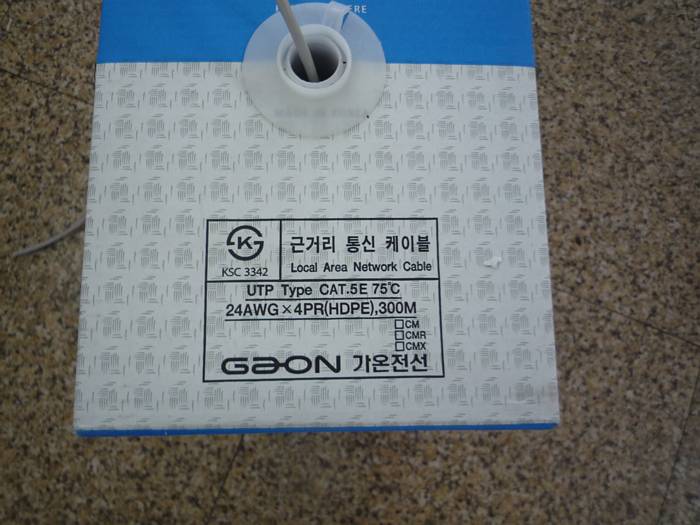 ERE
KSC 3342
근거리 통신 케이블
Local Area Network Cable
UTP Type CAT.5E 75℃
24AWG×4PR(HDPE),300M
□CM
□CMR
□CMX
GAON 가온전선